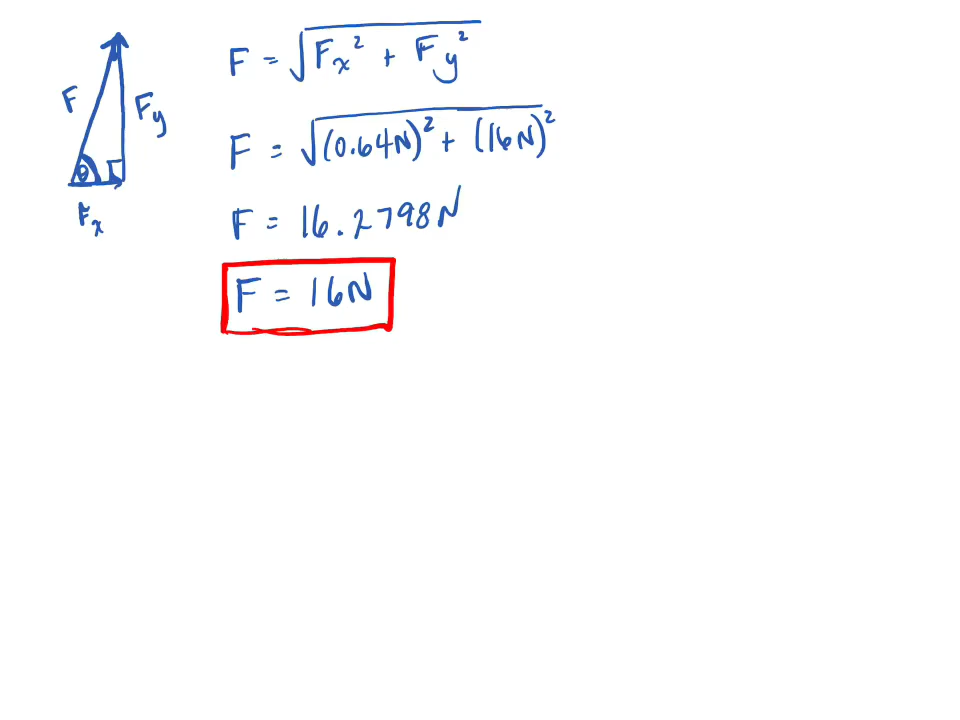 F = √(Fx² + Fy²)
F
Fy
θ
Fx
F = √((0.64N)² + (16N)²)
F = 16.2798N
F = 16N